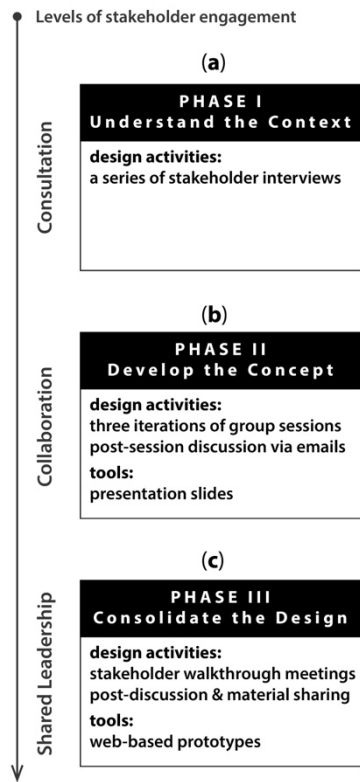 Levels of stakeholder engagement
(a)
Consultation
PHASE I
Understand the Context
design activities:
a series of stakeholder interviews
(b)
Collaboration
PHASE II
Develop the Concept
design activities:
three iterations of group sessions
post-session discussion via emails
tools:
presentation slides
(c)
Shared Leadership
PHASE III
Consolidate the Design
design activities:
stakeholder walkthrough meetings
post-discussion & material sharing
tools:
web-based prototypes